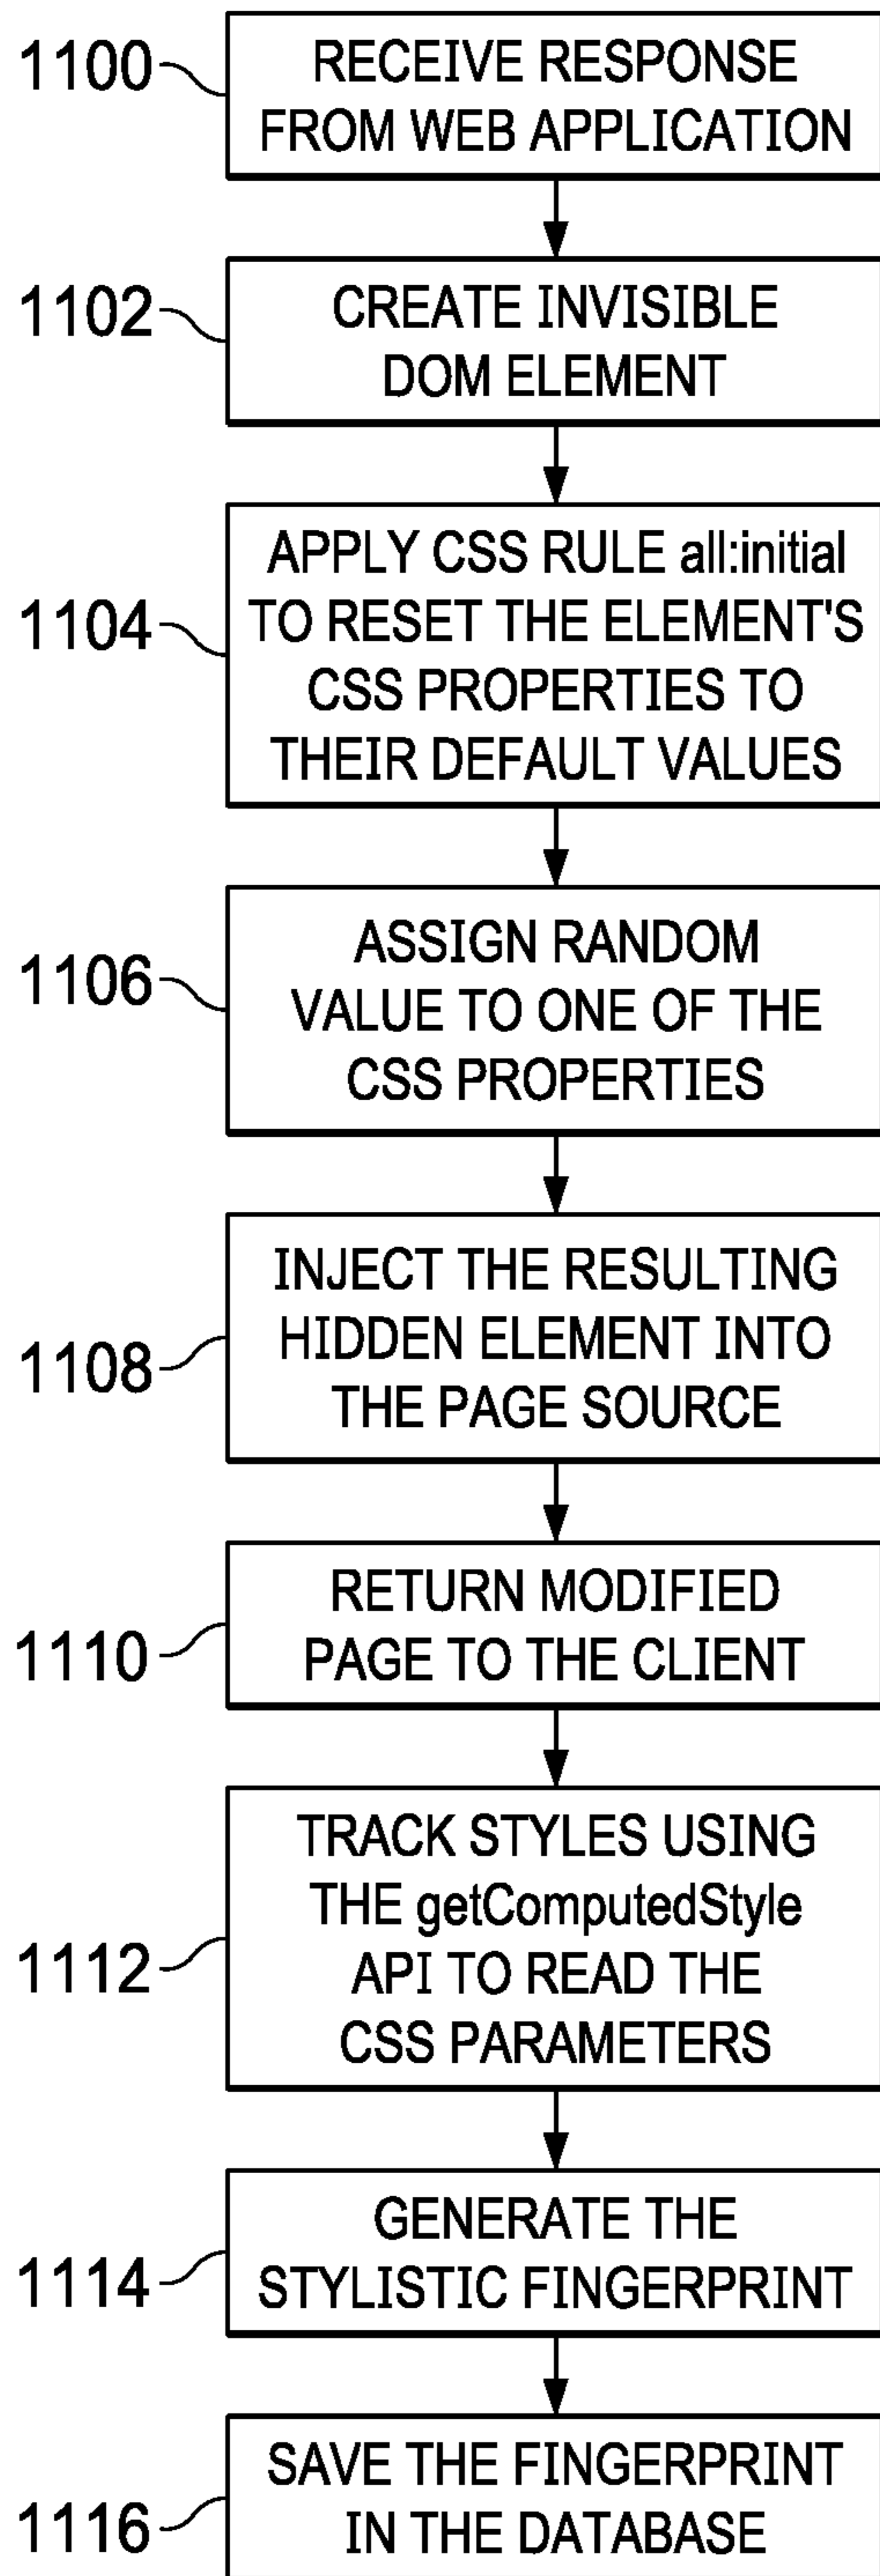 1100
RECEIVE RESPONSE
FROM WEB APPLICATION
1102
CREATE INVISIBLE
DOM ELEMENT
1104
APPLY CSS RULE all:initial
TO RESET THE ELEMENT'S
CSS PROPERTIES TO
THEIR DEFAULT VALUES
1106
ASSIGN RANDOM
VALUE TO ONE OF THE
CSS PROPERTIES
1108
INJECT THE RESULTING
HIDDEN ELEMENT INTO
THE PAGE SOURCE
1110
RETURN MODIFIED
PAGE TO THE CLIENT
1112
TRACK STYLES USING
THE getComputedStyle
API TO READ THE
CSS PARAMETERS
1114
GENERATE THE
STYLISTIC FINGERPRINT
1116
SAVE THE FINGERPRINT
IN THE DATABASE